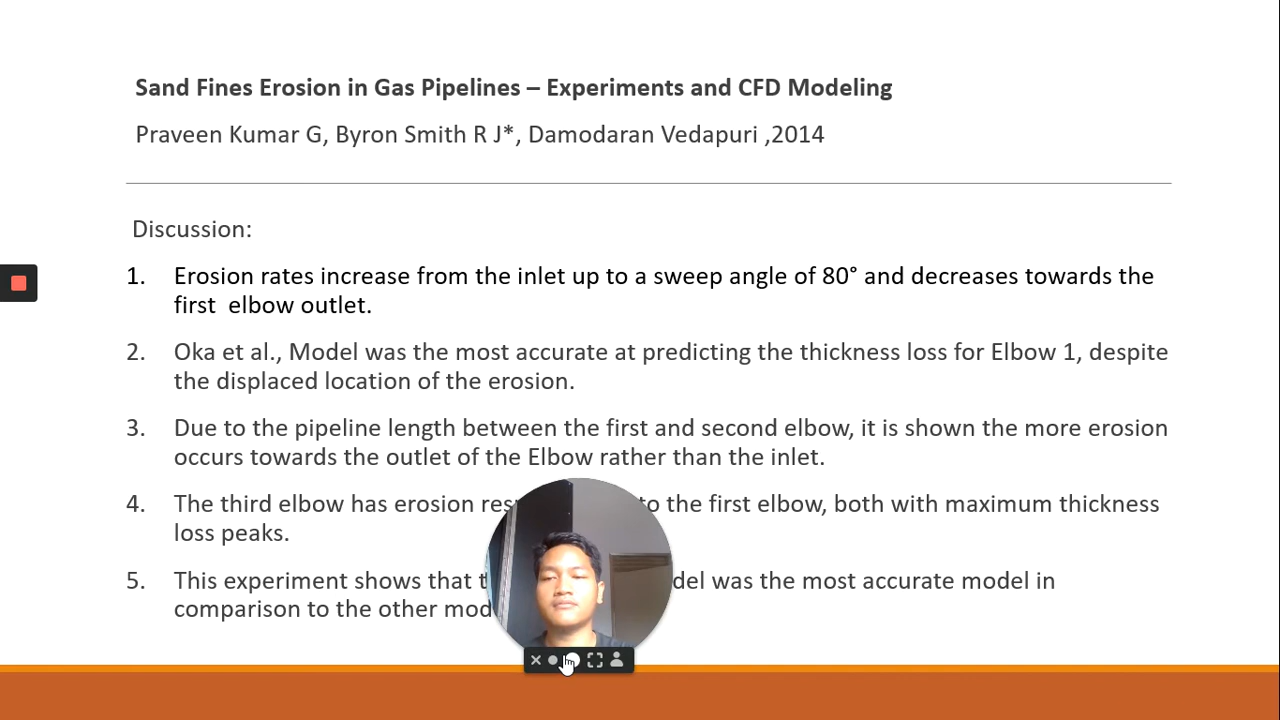 Sand Fines Erosion in Gas Pipelines – Experiments and CFD Modeling
Praveen Kumar G, Byron Smith R J*, Damodaran Vedapuri ,2014
Discussion:
1. Erosion rates increase from the inlet up to a sweep angle of 80° and decreases towards the
first  elbow outlet.
2. Oka et al., Model was the most accurate at predicting the thickness loss for Elbow 1, despite
the displaced location of the erosion.
3. Due to the pipeline length between the first and second elbow, it is shown the more erosion
occurs towards the outlet of the Elbow rather than the inlet.
4. The third elbow has erosion to the first elbow, both with maximum thickness
loss peaks.
5. This experiment shows that was the most accurate model in
comparison to the other